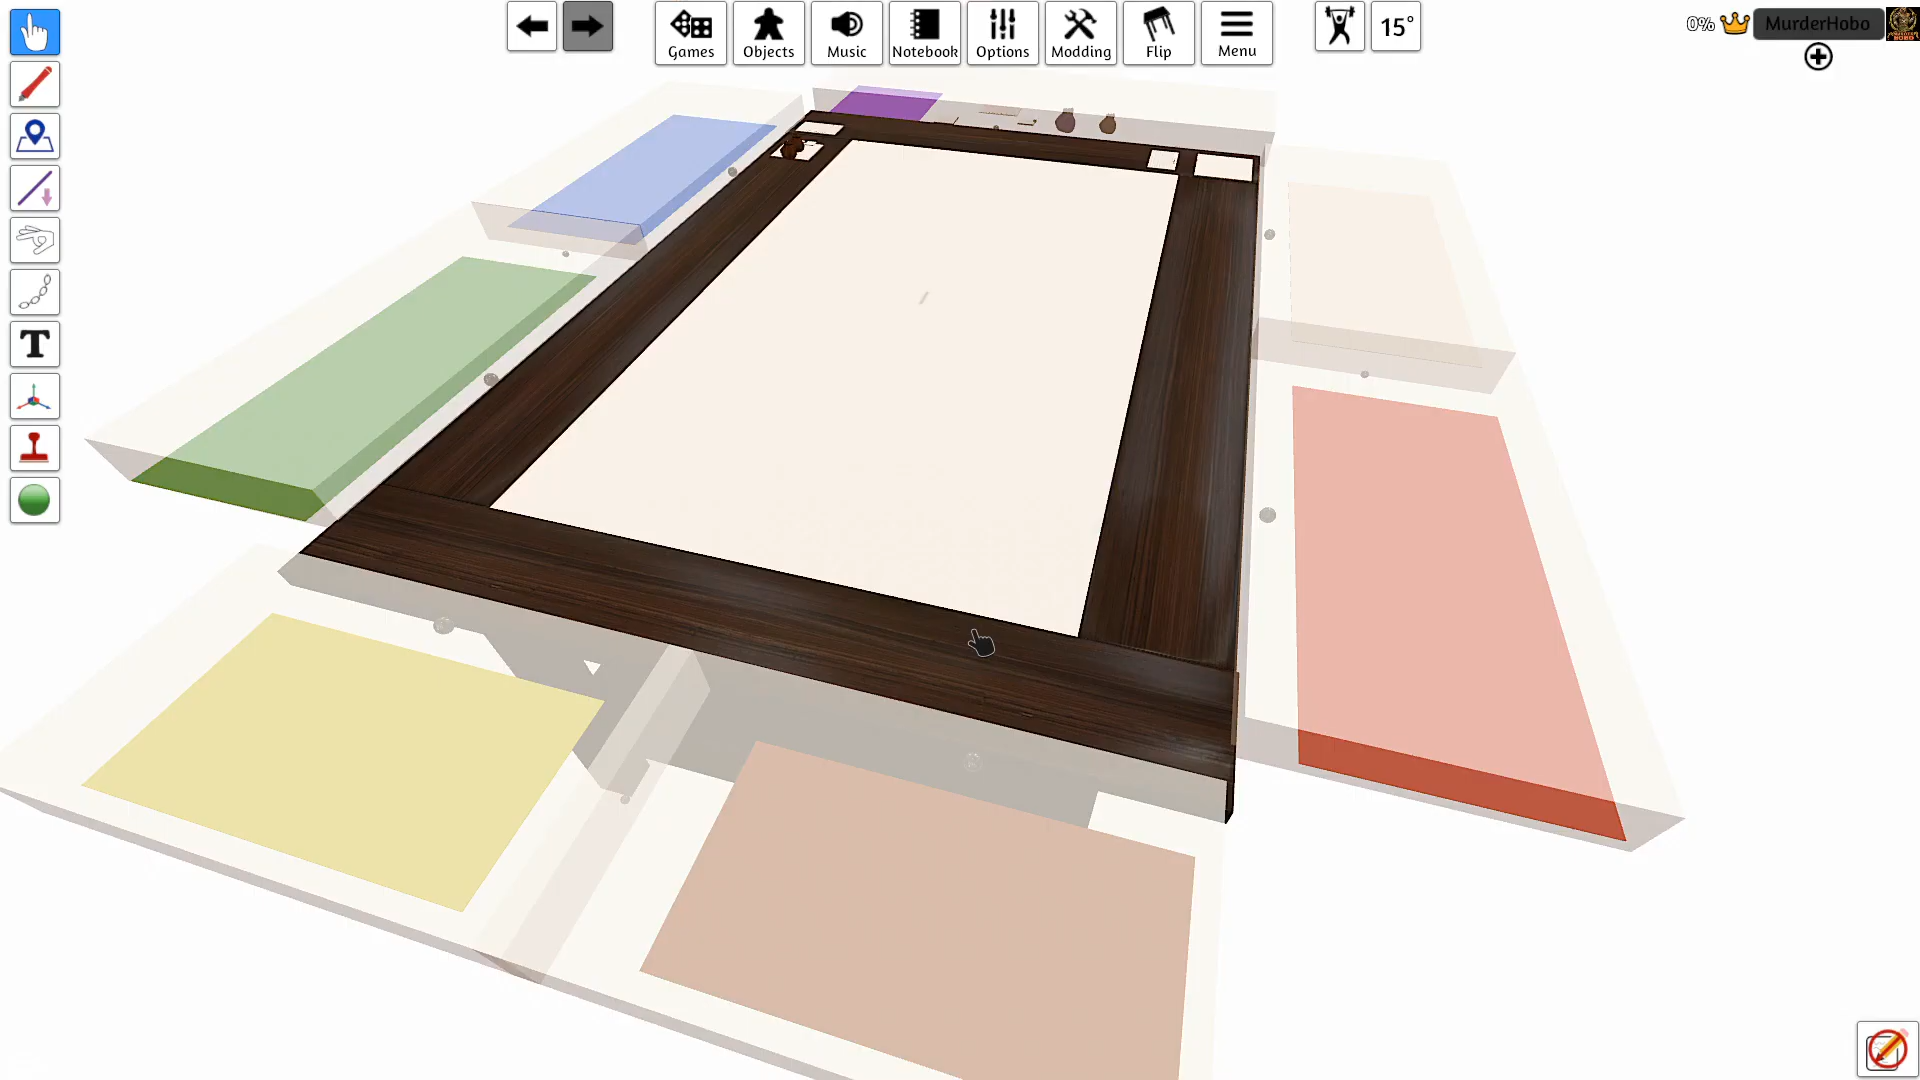 Games
Objects
Music
Notebook
Options
Modding
Flip
Menu
15°
0%
MurderHobo
T